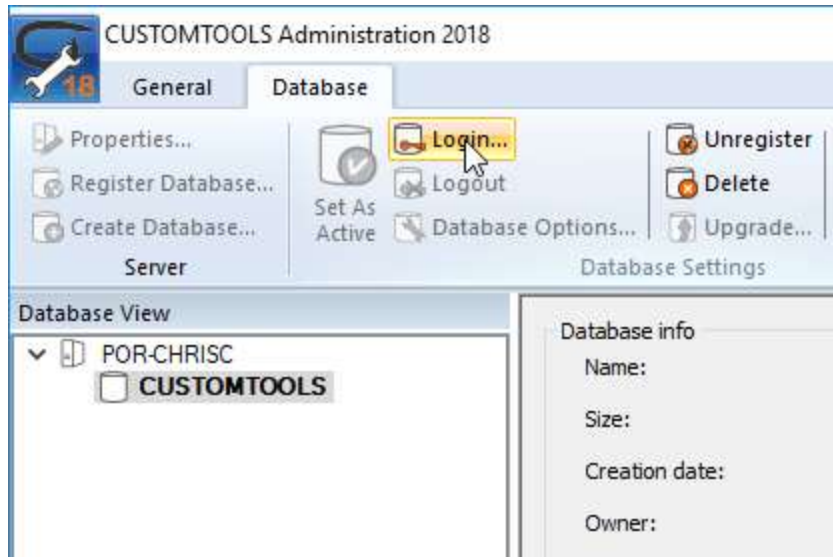 CUSTOMTOOLS Administration 2018
18
General
Database
Properties...
Register Database...
Create Database...
Server
Set As
Active
Login...
Logout
Database Options...
Unregister
Delete
Upgrade...
Database Settings
Database View
POR-CHRISC
CUSTOMTOOLS
Database info
Name:
Size:
Creation date:
Owner: